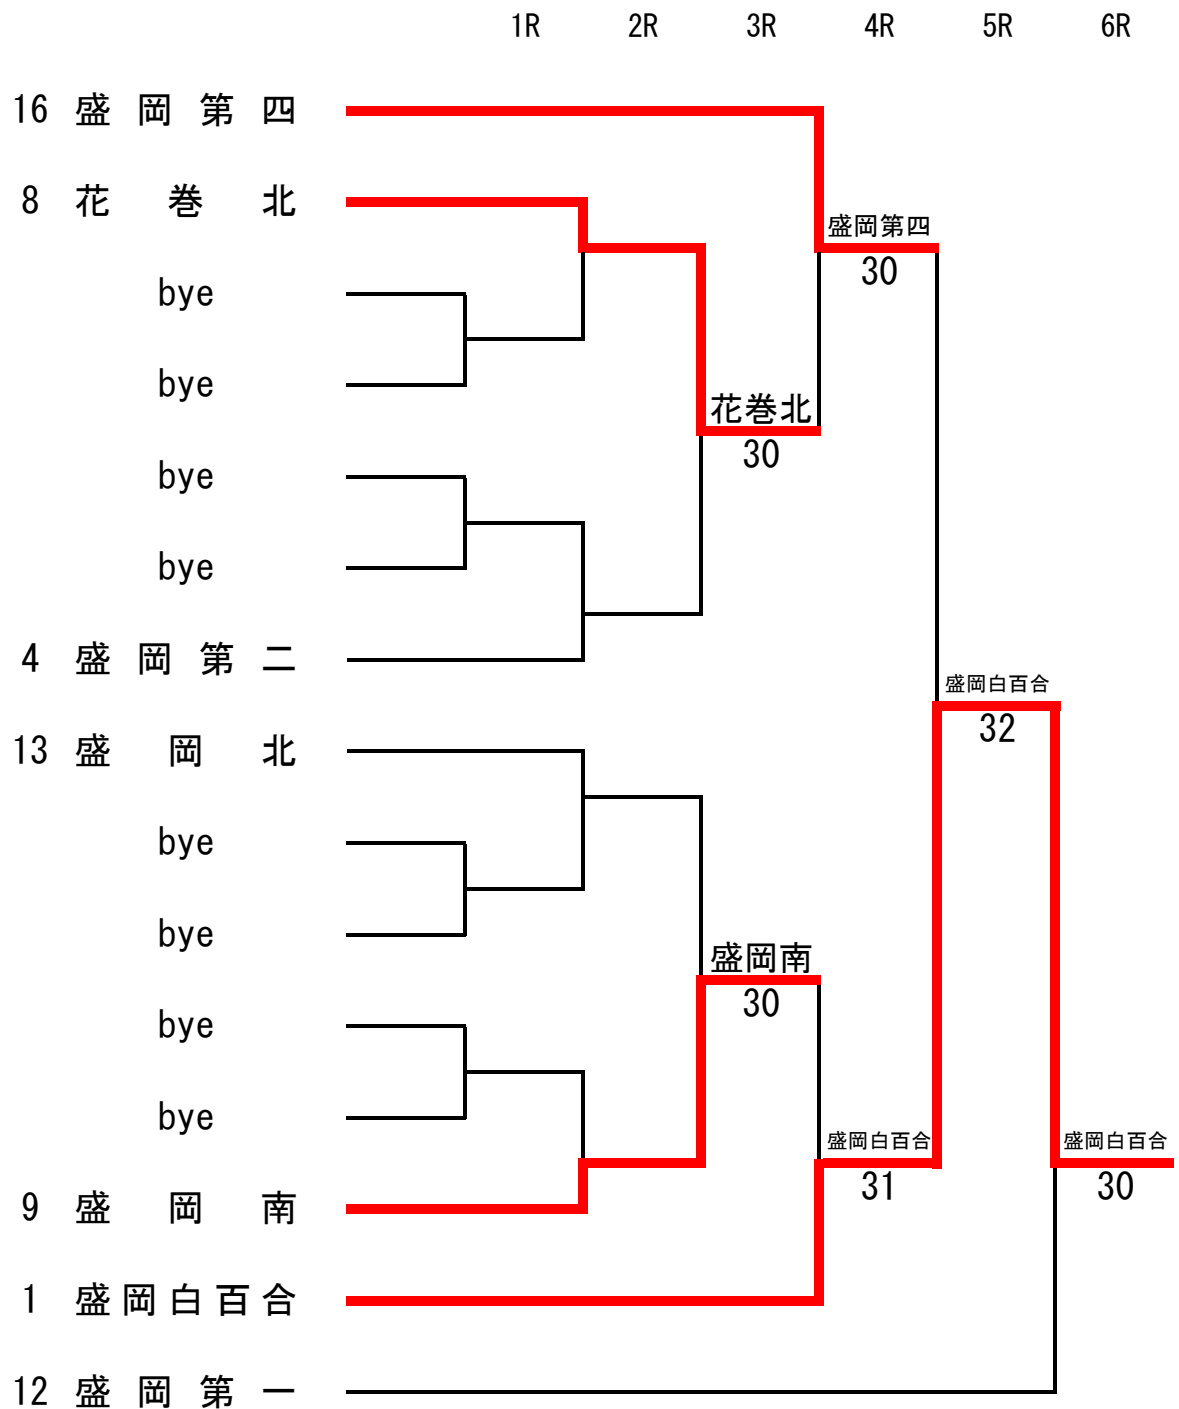 1R 2R 3R 4R 5R 6R
16 盛岡第四
8 花巻北
盛岡第四
30
bye
bye
花巻北
30
bye
bye
4 盛岡第二
盛岡白百合
32
13 盛岡北
bye
bye
盛岡南
30
bye
bye
盛岡白百合
31
盛岡白百合
30
9 盛岡南
1 盛岡白百合
12 盛岡第一